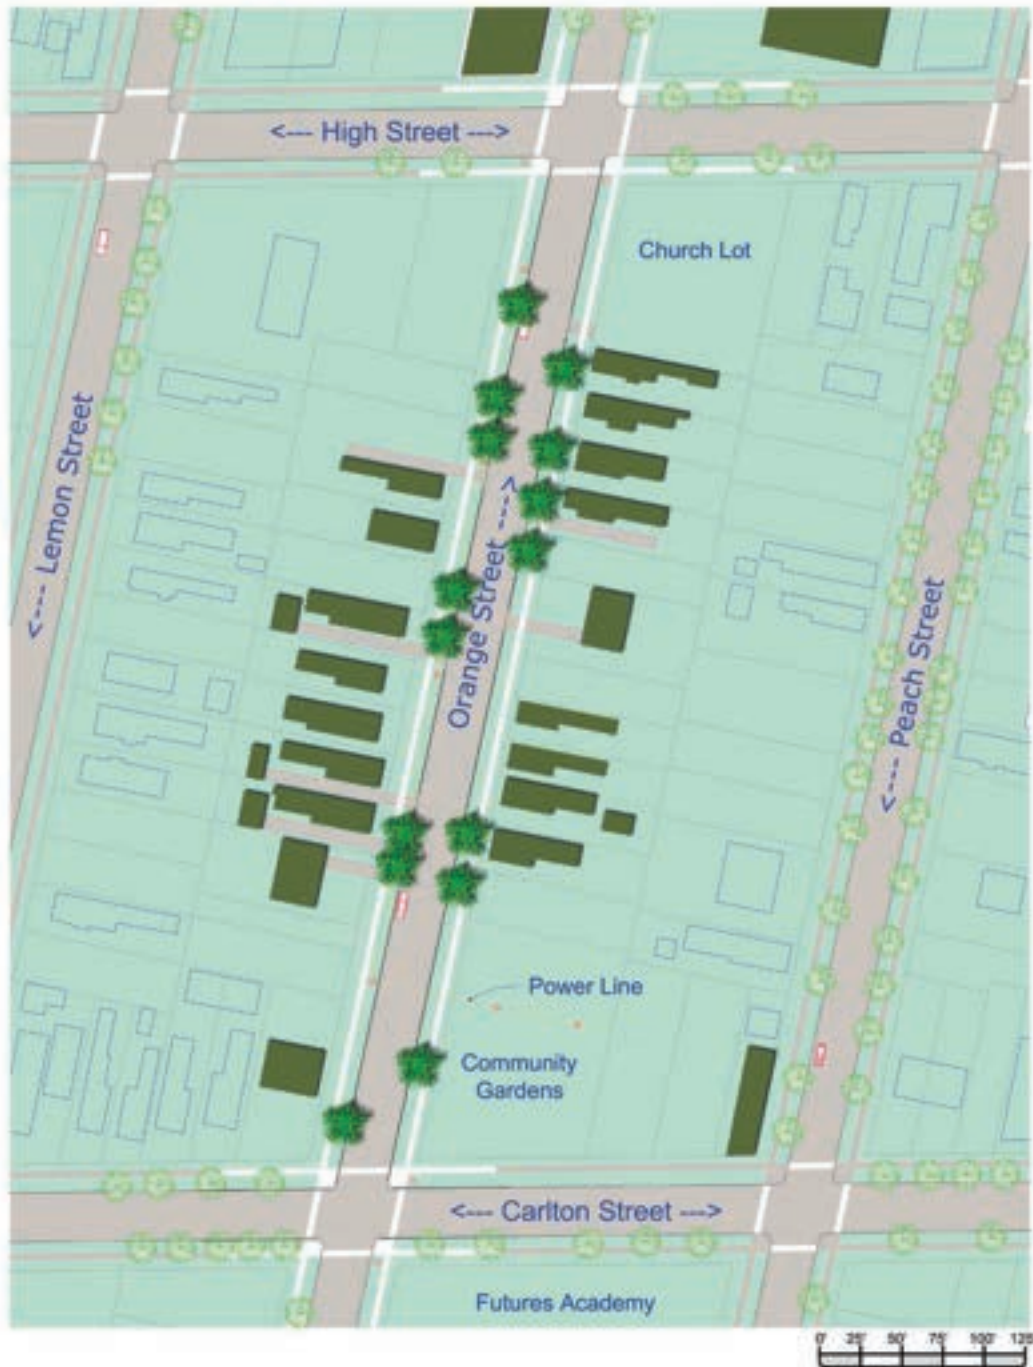 <--- High Street --->
Church Lot
<--- Lemon Street
Orange Street --->
<--- Peach Street
Power Line
Community
Gardens
<--- Carlton Street --->
Futures Academy
0' 25' 50' 75' 100' 125